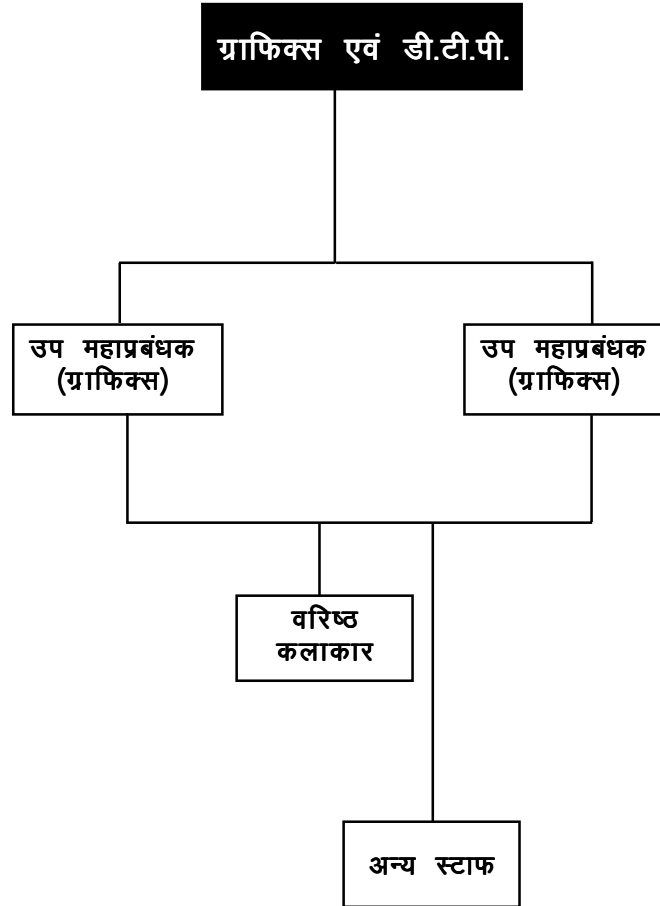 ग्राफिक्स एवं डी.टी.पी.
उप महाप्रबंधक
(ग्राफिक्स)
उप महाप्रबंधक
(ग्राफिक्स)
वरिष्ठ
कलाकार
अन्य स्टाफ